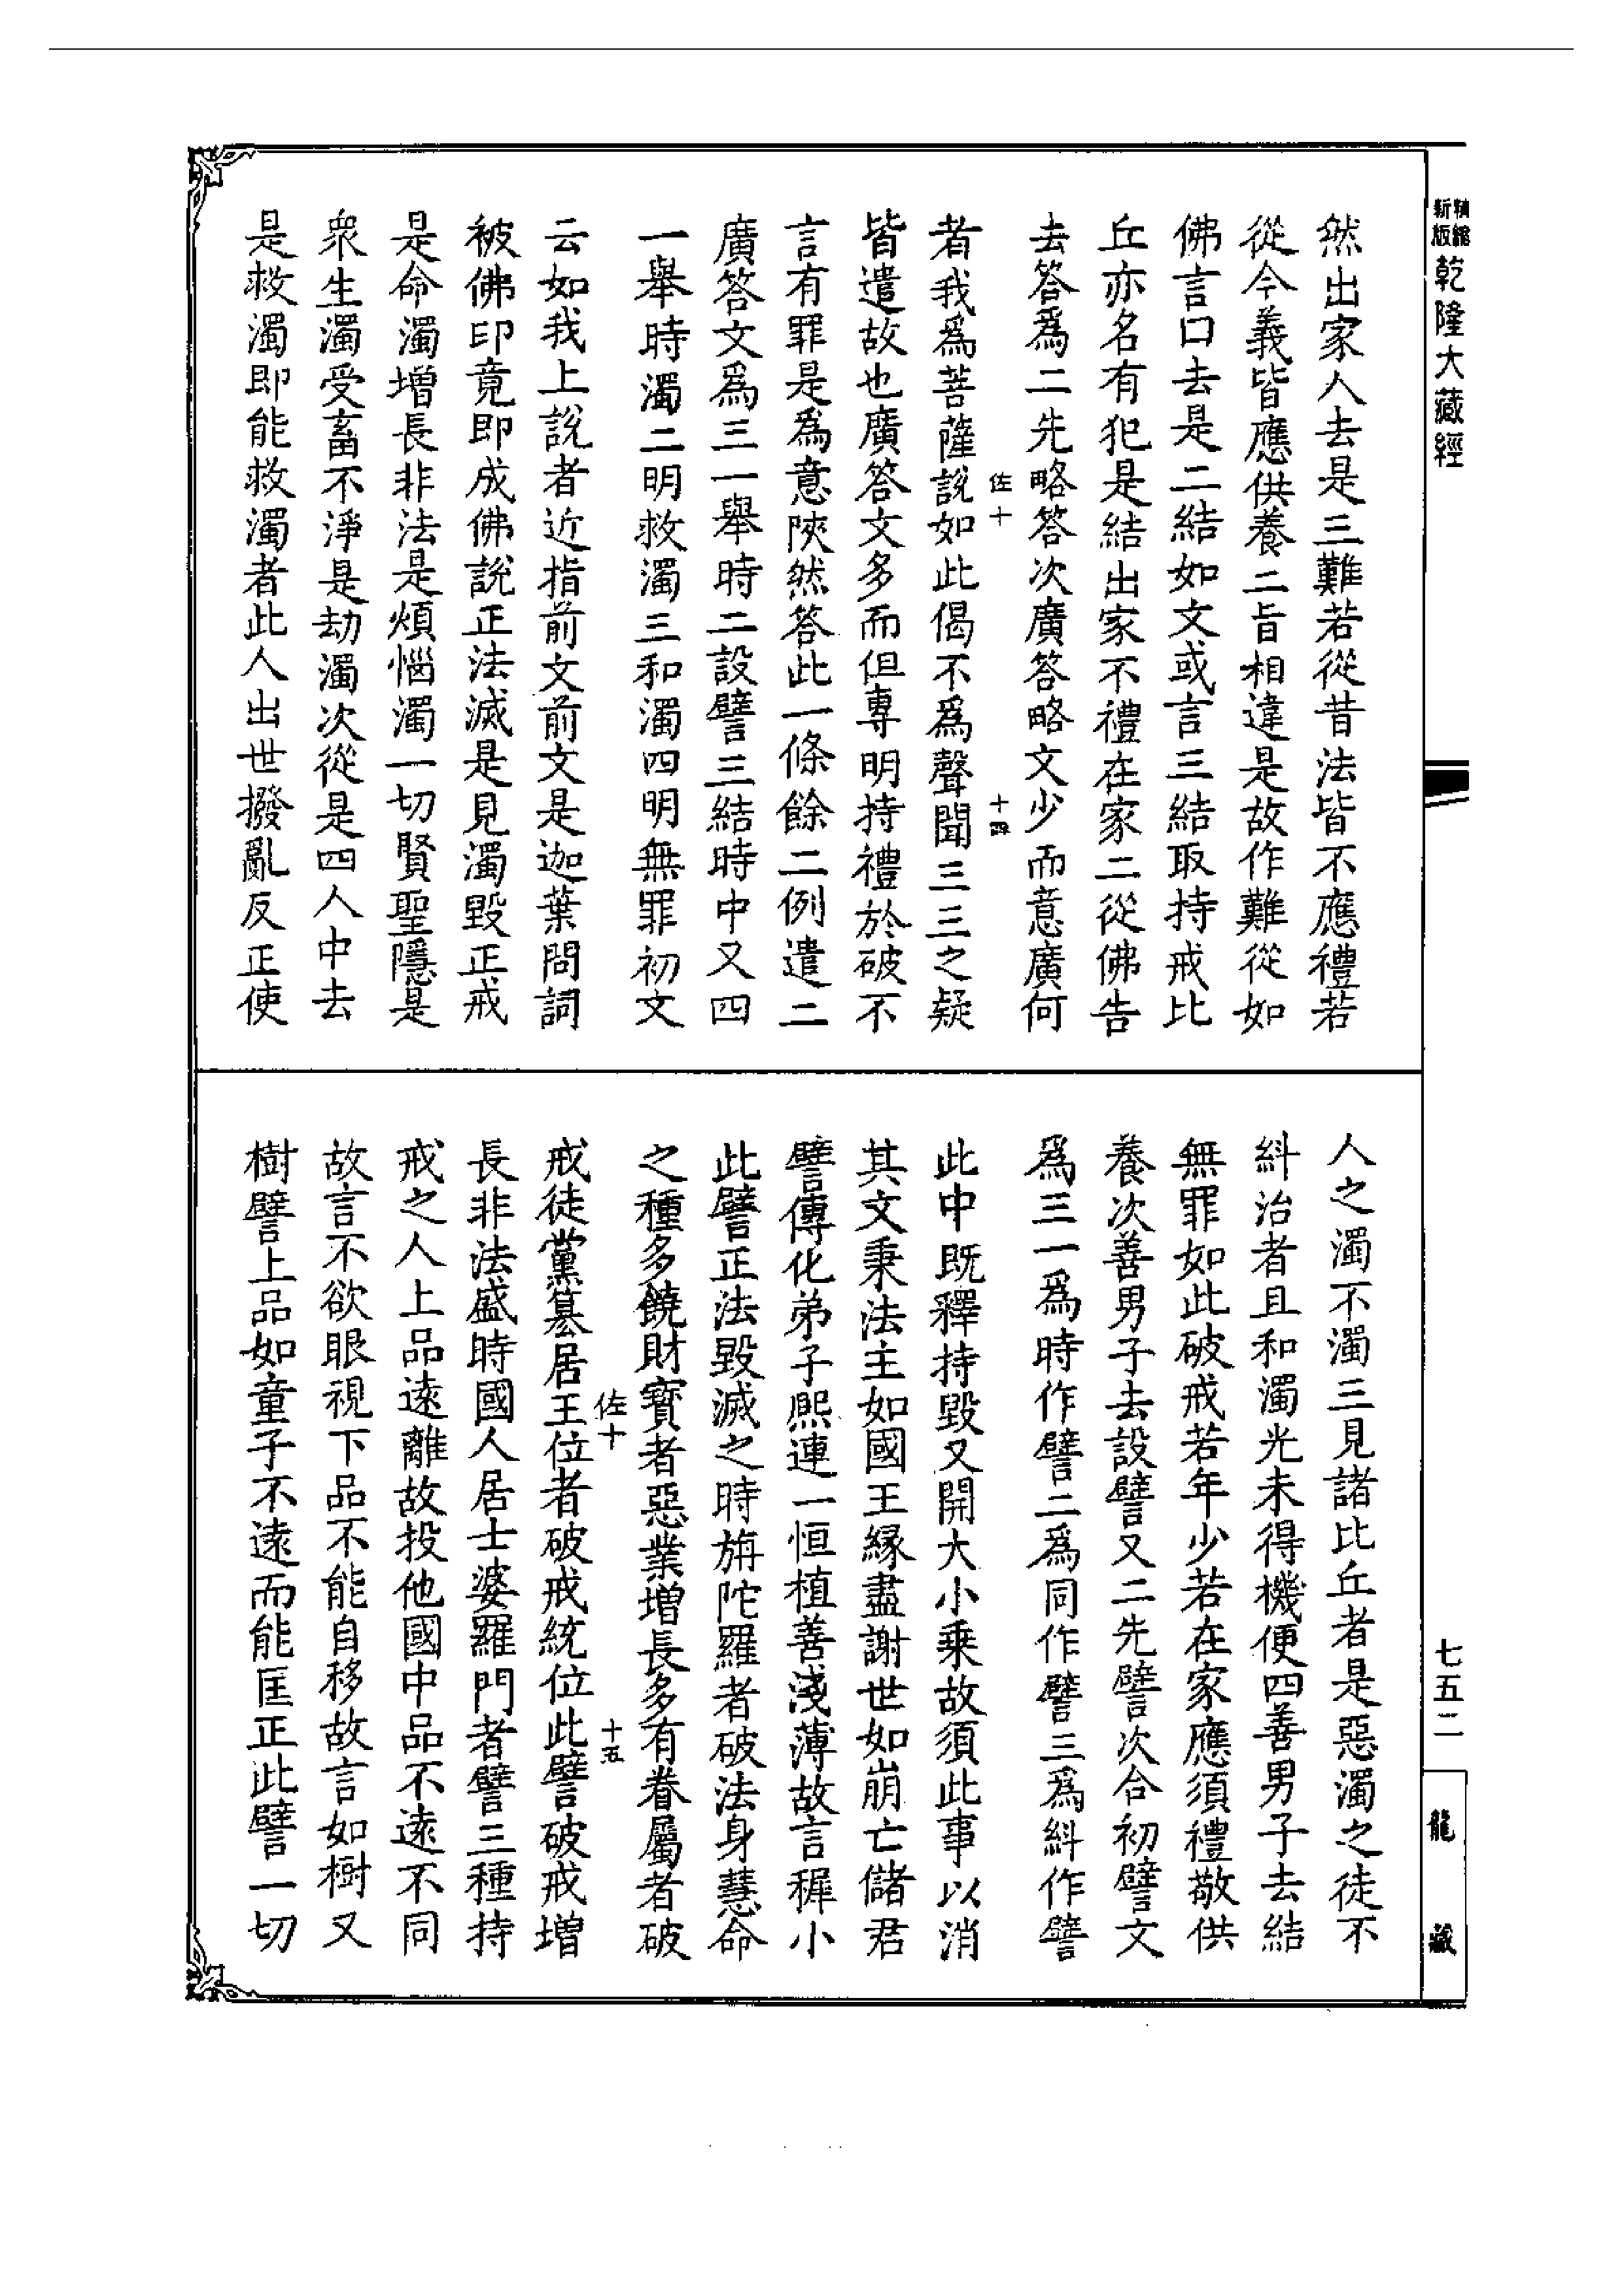 新版精縮乾隆大藏經
然出家人去是三難若從昔法皆不應禮若
從今義皆應供養二旨相違是故作難從如
佛言口去是二結如文或言三結取持戒比
丘亦名有犯是結出家不禮在家二從佛告
去答爲二先略答次廣答略文少而意廣何
佐十 十四
者我爲菩薩說如此偈不爲聲聞三三之疑
皆遣故也廣答文多而但專明持禮於破不
言有罪是爲意陜然答此一條餘二例遣二
廣答文爲三一舉時二設譬三結時中又四
一舉時濁二明救濁三和濁四明無罪初文
云如我上說者近指前文前文是迦葉問詞
被佛印竟即成佛說正法滅是見濁毀正戒
是命濁增長非法是煩惱濁一切賢聖隱是
衆生濁受畜不淨是劫濁次從是四人中去
是救濁即能救濁者此人出世撥亂反正使
人之濁不濁三見諸比丘者是惡濁之徒不
糾治者且和濁光未得機便四善男子去結
無罪如此破戒若年少若在家應須禮敬供
養次善男子去設譬又二先譬次合初譬文
爲三一爲時作譬二爲同作譬三爲糾作譬
此中既釋持毀又開大小乘故須此事以消
其文秉法主如國王緣盡謝世如崩亡儲君
譬傳化弟子熙連一恒植善淺薄故言稚小
此譬正法毀滅之時旃陀羅者破法身慧命
之種多饒財寳者惡業增長多有眷屬者破
佐十 十五
戒徒黨篡居王位者破戒統位此譬破戒增
長非法盛時國人居士婆羅門者譬三種持
戒之人上品遠離故投他國中品不遠不同
故言不欲眼視下品不能自移故言如樹又
樹譬上品如童子不遠而能匡正此譬一切
七五二
龍藏